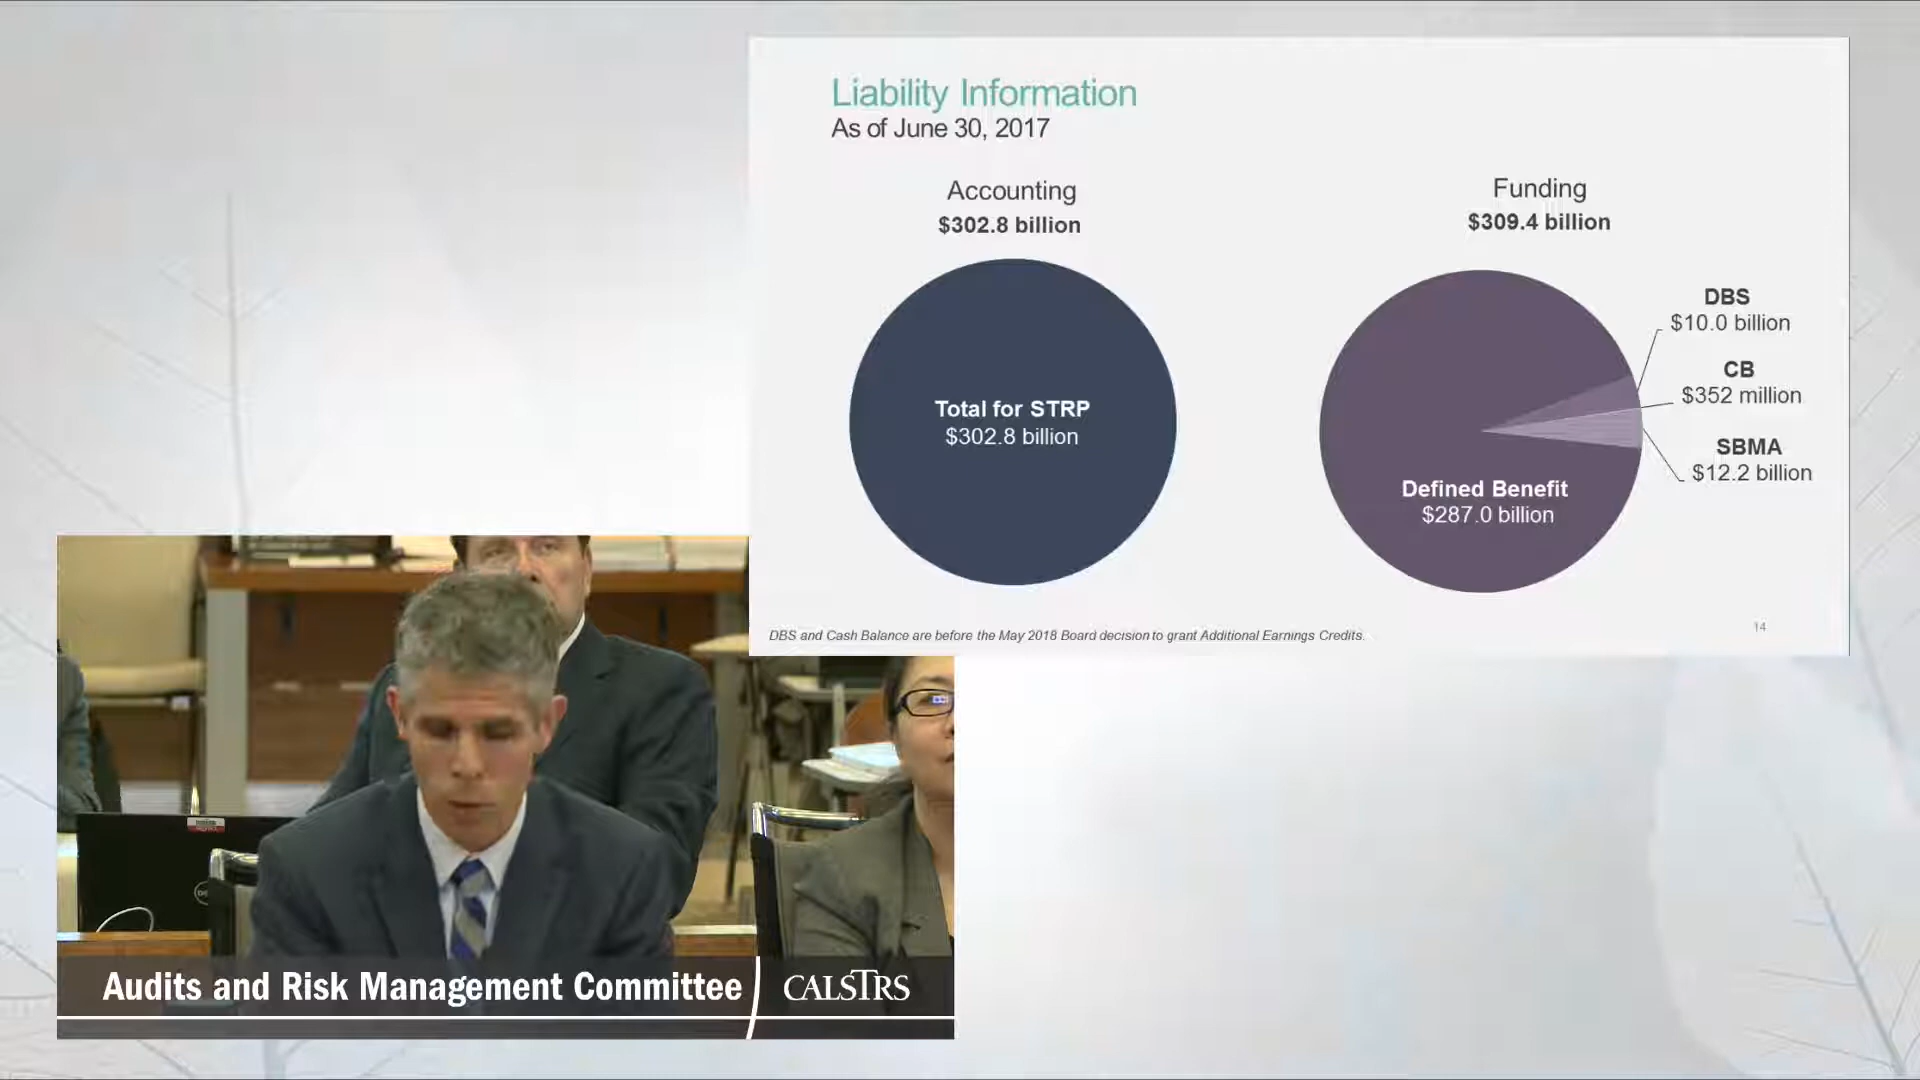 Liability Information
As of June 30, 2017
Accounting
$302.8 billion
Total for STRP
$302.8 billion
Funding
$309.4 billion
DBS
$10.0 billion
CB
$352 million
SBMA
$12.2 billion
Defined Benefit
$287.0 billion
DBS and Cash Balance are before the May 2018 Board decision to grant Additional Earnings Credits.
14
Audits and Risk Management Committee
CALSTRS